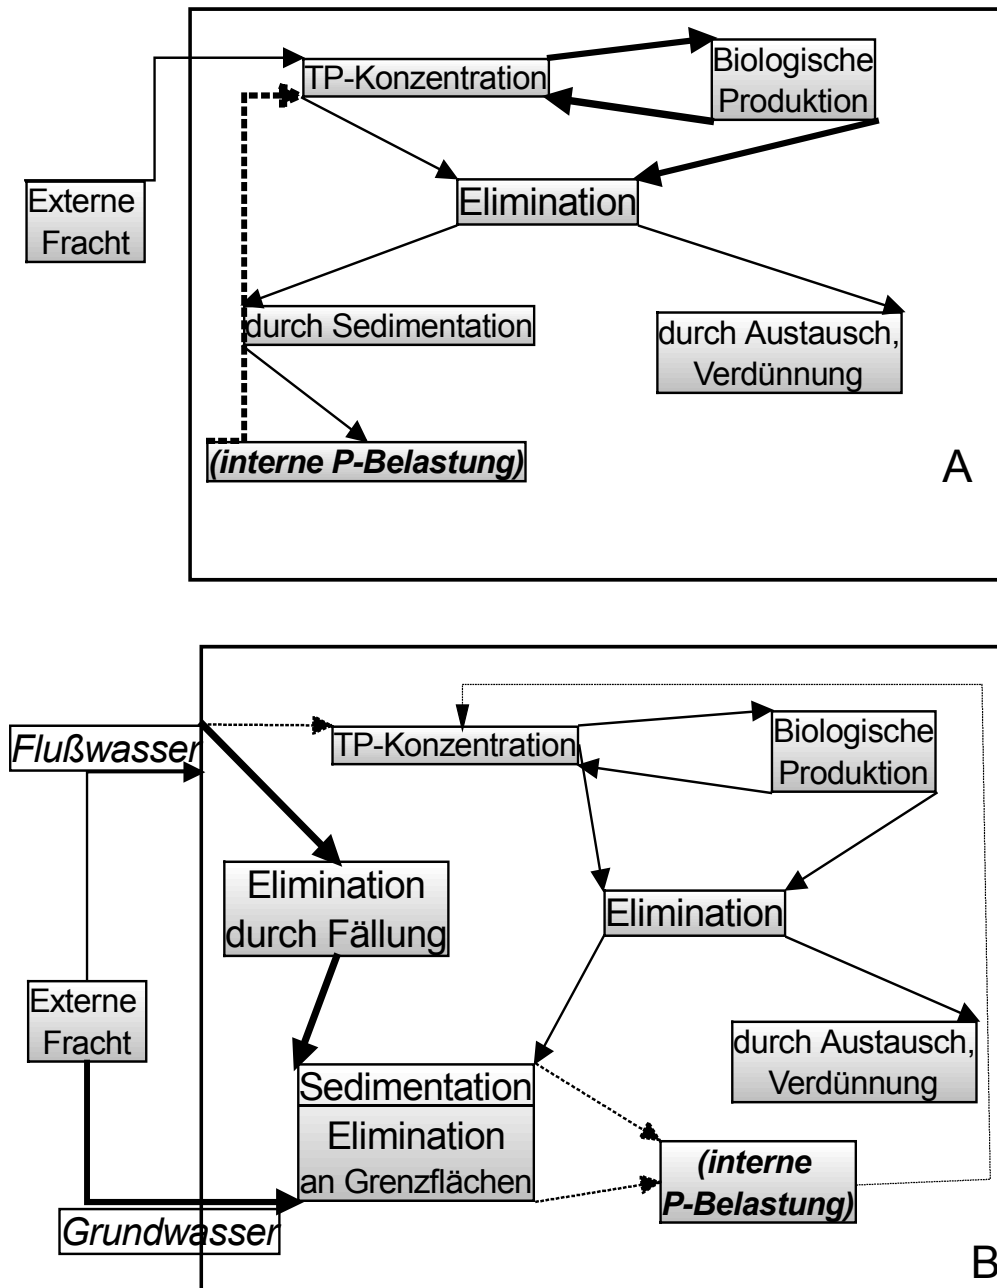 TP-Konzentration
Biologische
Produktion
Externe
Fracht
Elimination
durch Sedimentation
durch Austausch,
Verdünnung
(interne P-Belastung)
A
Flußwasser
TP-Konzentration
Biologische
Produktion
Elimination
durch Fällung
Elimination
Externe
Fracht
durch Austausch,
Verdünnung
Sedimentation
Elimination
an Grenzflächen
(interne
P-Belastung)
Grundwasser
B